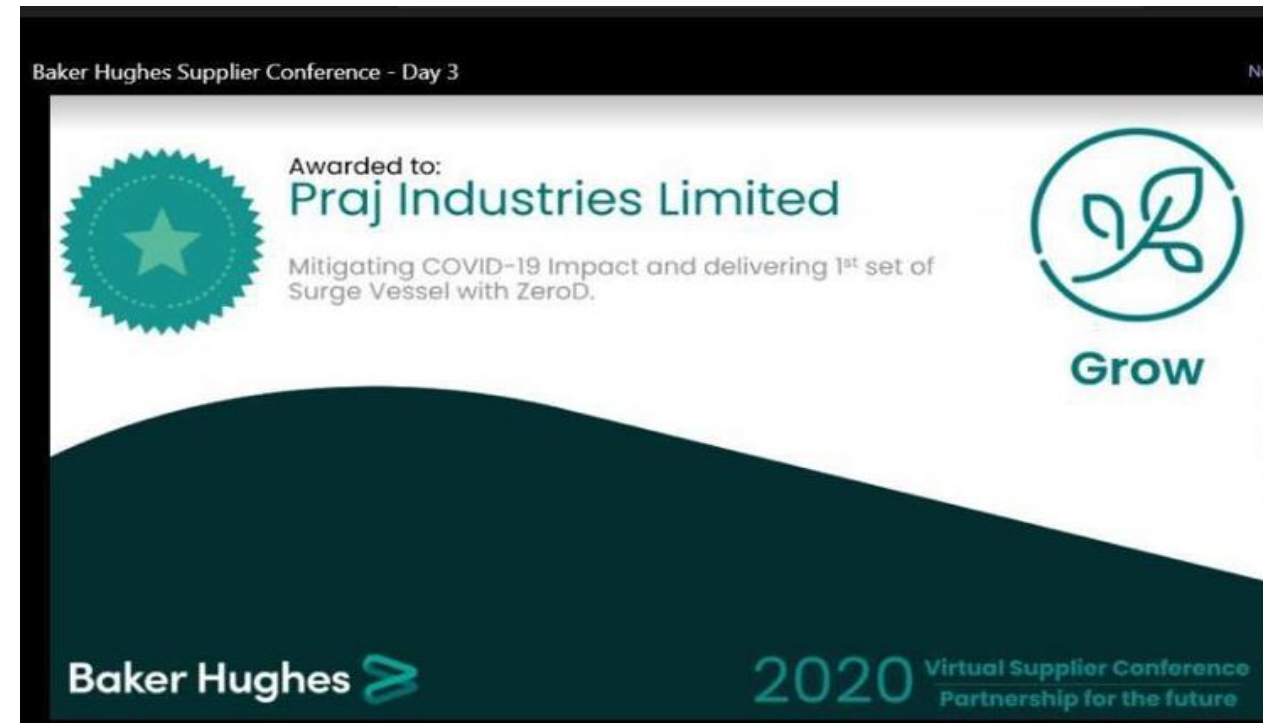 Baker Hughes Supplier Conference - Day 3
Awarded to:
Praj Industries Limited
Mitigating COVID-19 Impact and delivering 1st set of
Surge Vessel with ZeroD.
Grow
Baker Hughes
2020 Virtual Supplier Conference
Partnership for the future